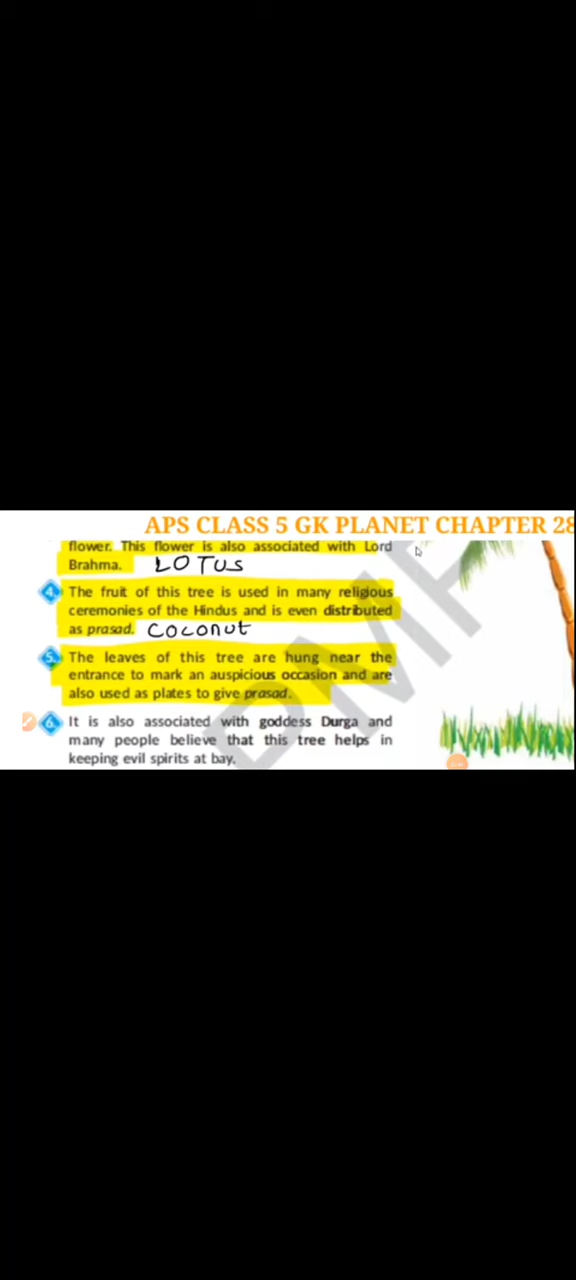 APS CLASS 5 GK PLANET CHAPTER 28
flower. This flower is also associated with Lord
Brahma. LOTUS
4. The fruit of this tree is used in many religious
ceremonies of the Hindus and is even distributed
as prasad. COCONUT
5. The leaves of this tree are hung near the
entrance to mark an auspicious occasion and are
also used as plates to give prasad.
6. It is also associated with goddess Durga and
many people believe that this tree helps in
keeping evil spirits at bay.